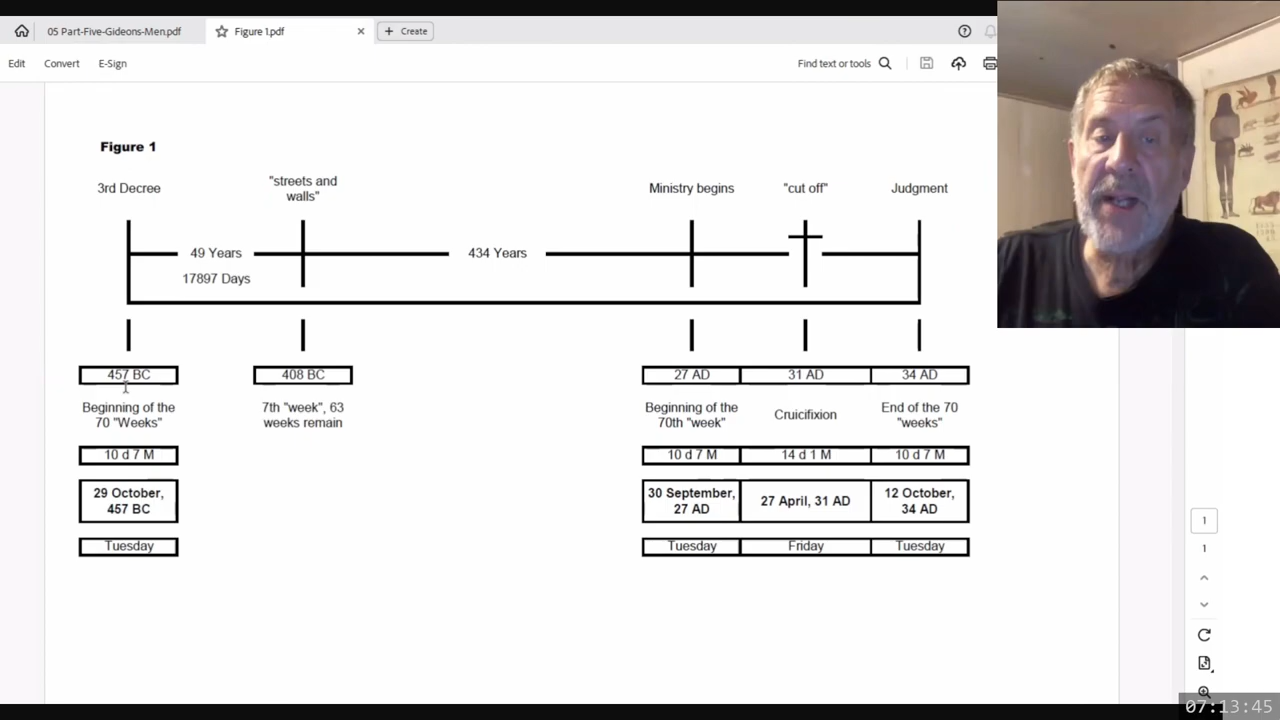 05 Part-Five-Gideons-Men.pdf
Figure 1.pdf
Create
Edit
Convert
E-Sign
Find text or tools
Figure 1
3rd Decree
"streets and
walls"
Ministry begins
"cut off"
Judgment
49 Years
434 Years
17897 Days
457 BC
408 BC
27 AD
31 AD
34 AD
Beginning of the
70 "Weeks"
7th "week", 63
weeks remain
Beginning of the
70th "week"
Cruicifixion
End of the 70
"weeks"
10 d 7 M
10 d 7 M
14 d 1 M
10 d 7 M
29 October,
457 BC
30 September,
27 AD
27 April, 31 AD
12 October,
34 AD
Tuesday
Tuesday
Friday
Tuesday
1
1
07:13:45